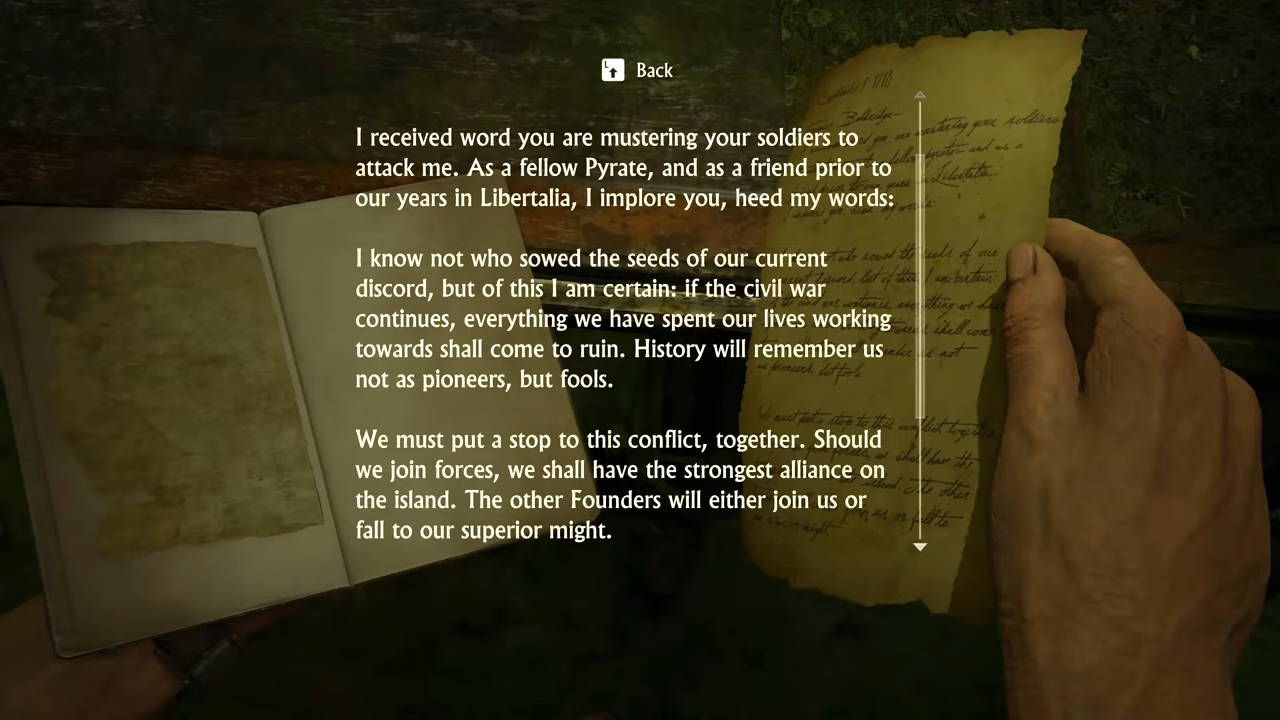 Back
I received word you are mustering your soldiers to
attack me. As a fellow Pyrate, and as a friend prior to
our years in Libertalia, I implore you, heed my words:
I know not who sowed the seeds of our current
discord, but of this I am certain: if the civil war
continues, everything we have spent our lives working
towards shall come to ruin. History will remember us
not as pioneers, but fools.
We must put a stop to this conflict, together. Should
we join forces, we shall have the strongest alliance on
the island. The other Founders will either join us or
fall to our superior might.